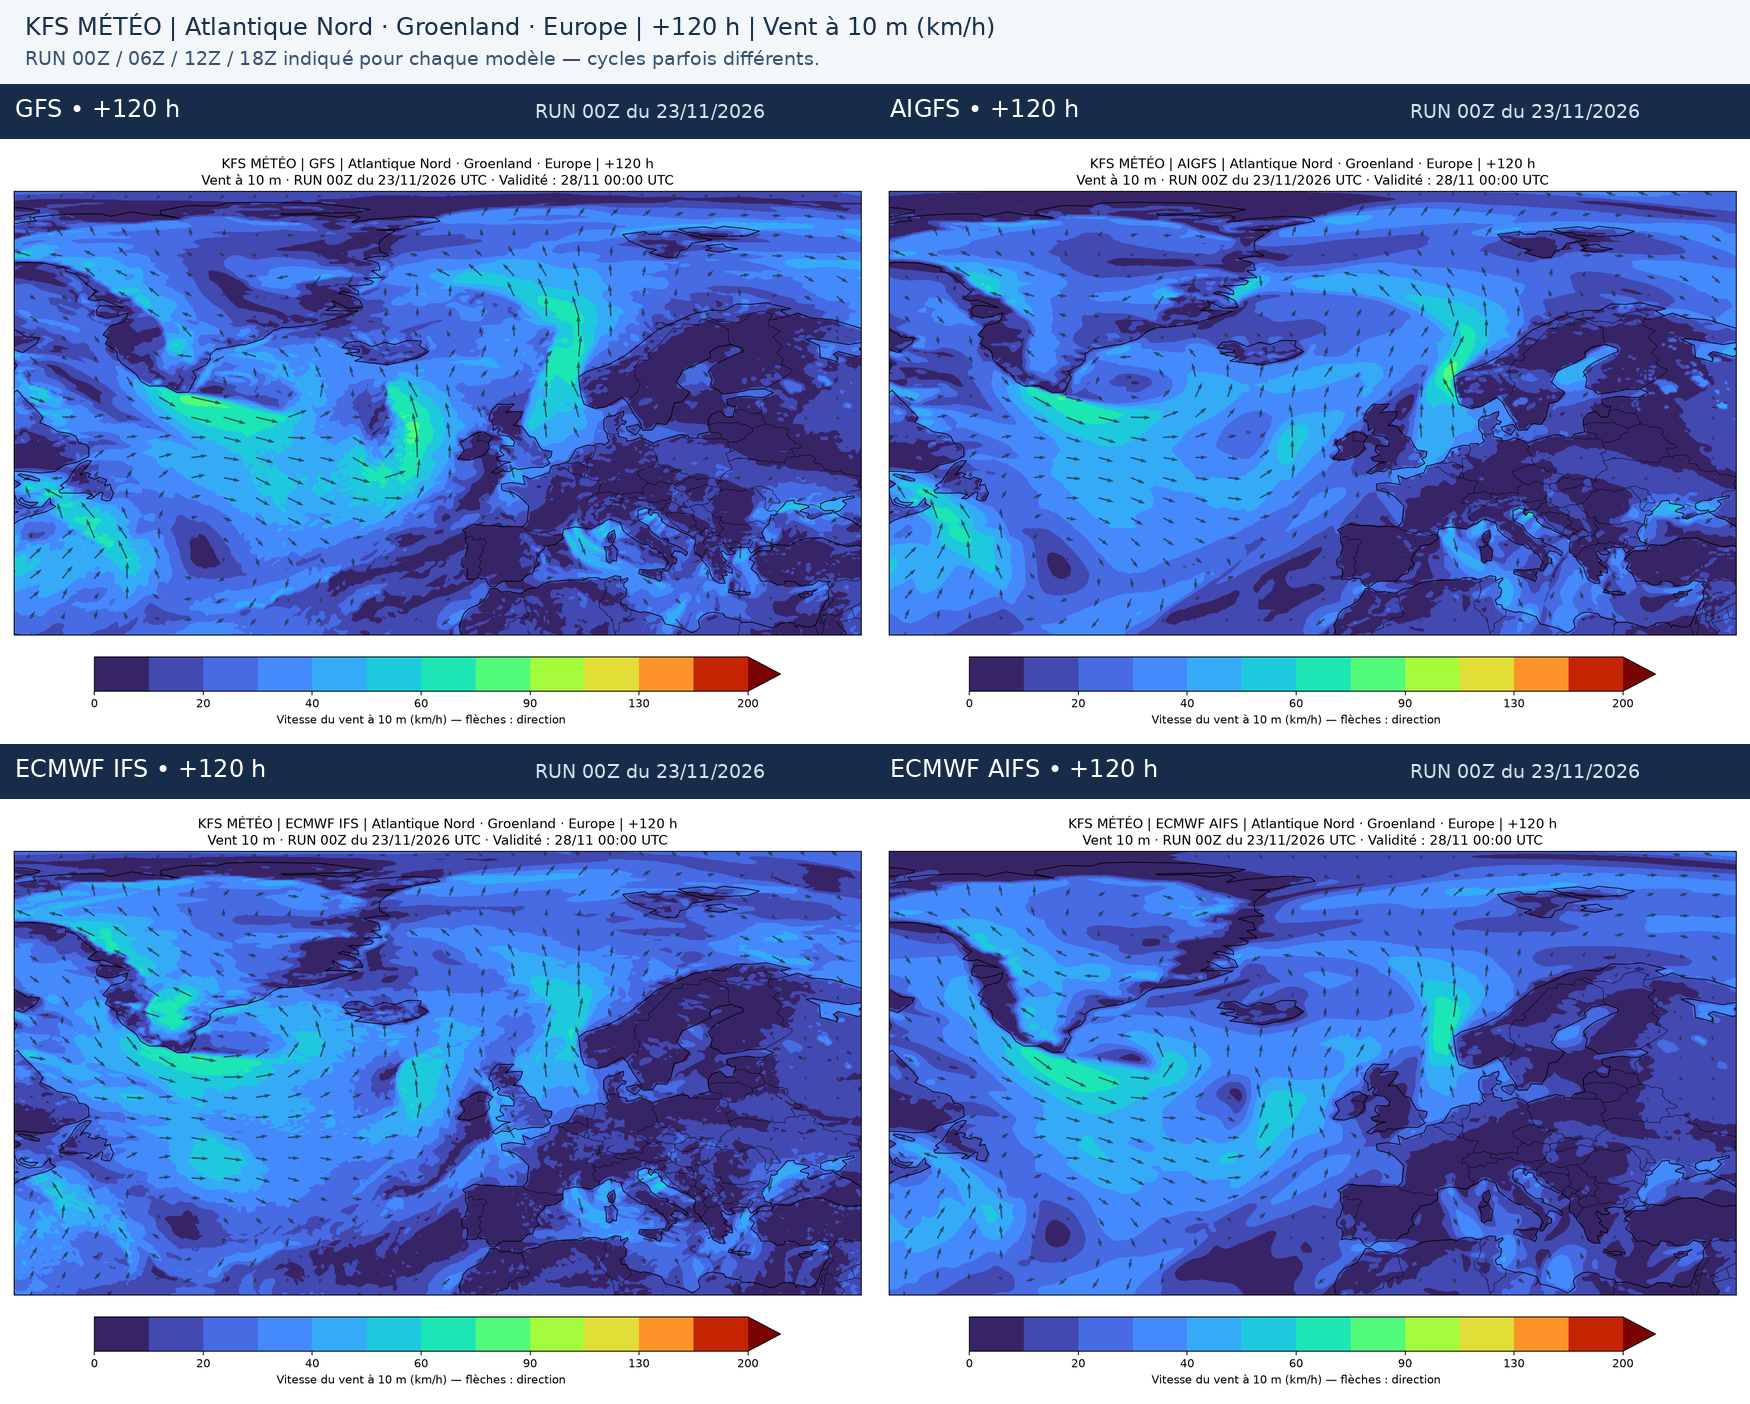 KFS MÉTÉO | Atlantique Nord · Groenland · Europe | +120 h | Vent à 10 m (km/h)
RUN 00Z / 06Z / 12Z / 18Z indiqué pour chaque modèle — cycles parfois différents.
GFS • +120 h
RUN 00Z du 23/11/2026
KFS MÉTÉO | GFS | Atlantique Nord · Groenland · Europe | +120 h
Vent à 10 m · RUN 00Z du 23/11/2026 UTC · Validité : 28/11 00:00 UTC
0 20 40 60 90 130 200
Vitesse du vent à 10 m (km/h) — flèches : direction
AIGFS • +120 h
RUN 00Z du 23/11/2026
KFS MÉTÉO | AIGFS | Atlantique Nord · Groenland · Europe | +120 h
Vent à 10 m · RUN 00Z du 23/11/2026 UTC · Validité : 28/11 00:00 UTC
0 20 40 60 90 130 200
Vitesse du vent à 10 m (km/h) — flèches : direction
ECMWF IFS • +120 h
RUN 00Z du 23/11/2026
KFS MÉTÉO | ECMWF IFS | Atlantique Nord · Groenland · Europe | +120 h
Vent 10 m · RUN 00Z du 23/11/2026 UTC · Validité : 28/11 00:00 UTC
0 20 40 60 90 130 200
Vitesse du vent à 10 m (km/h) — flèches : direction
ECMWF AIFS • +120 h
RUN 00Z du 23/11/2026
KFS MÉTÉO | ECMWF AIFS | Atlantique Nord · Groenland · Europe | +120 h
Vent 10 m · RUN 00Z du 23/11/2026 UTC · Validité : 28/11 00:00 UTC
0 20 40 60 90 130 200
Vitesse du vent à 10 m (km/h) — flèches : direction